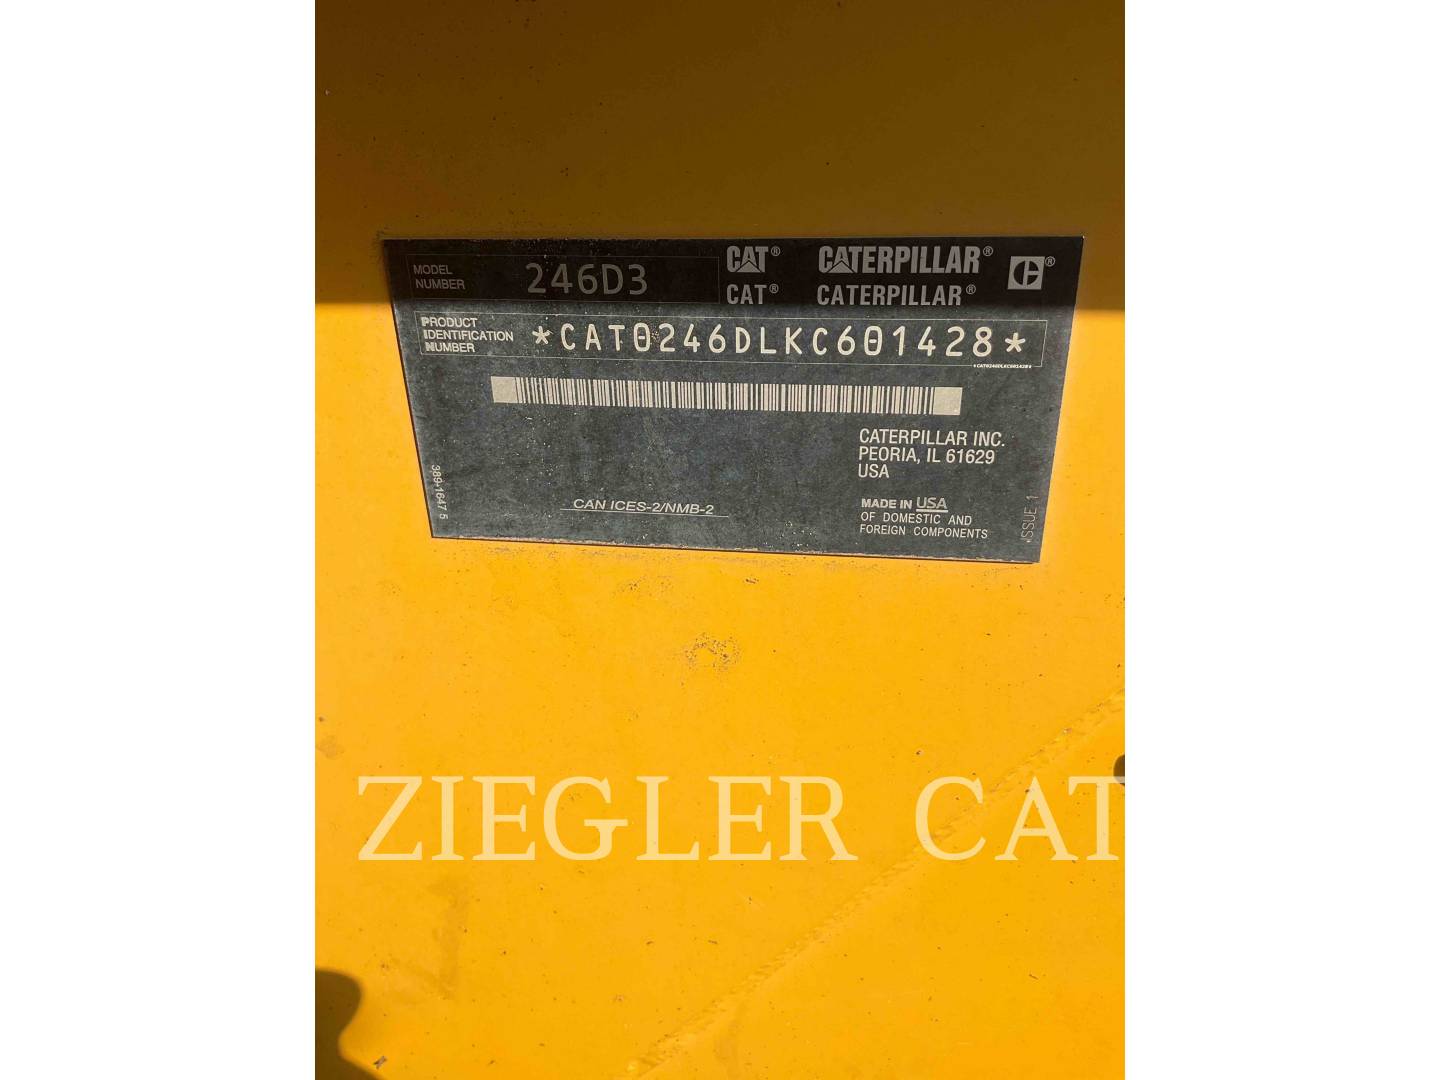 MODEL NUMBER 246D3
CAT® CATERPILLAR®
CAT® CATERPILLAR®
C®
PRODUCT
IDENTIFICATION
NUMBER
*CAT0246DLKC601428*
*CAT0246DLKC601428*
CATERPILLAR INC.
PEORIA, IL 61629
USA
389-1647 5
CAN ICES-2/NMB-2
MADE IN USA
OF DOMESTIC AND
FOREIGN COMPONENTS
ISSUE 1
ZIEGLER CAT